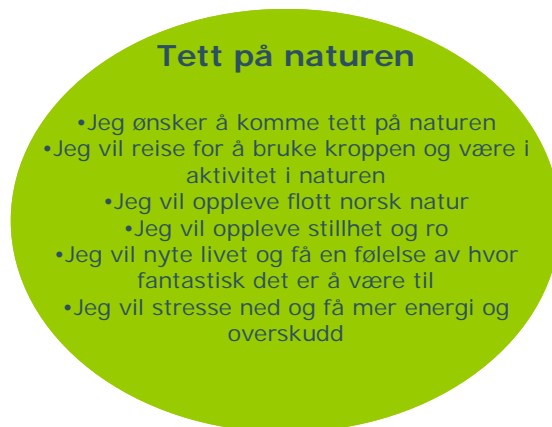 Tett på naturen
•Jeg ønsker å komme tett på naturen
•Jeg vil reise for å bruke kroppen og være i
aktivitet i naturen
•Jeg vil oppleve flott norsk natur
•Jeg vil oppleve stillhet og ro
•Jeg vil nyte livet og få en følelse av hvor
fantastisk det er å være til
•Jeg vil stresse ned og få mer energi og
overskudd